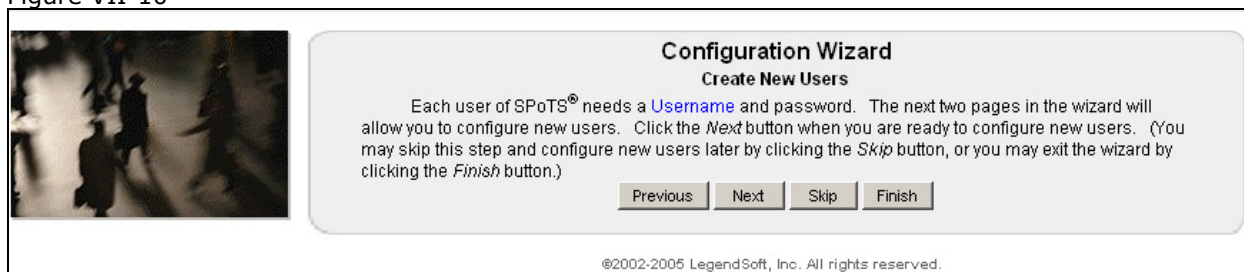 Configuration Wizard
Create New Users
Each user of SPoTS® needs a Username and password. The next two pages in the wizard will
allow you to configure new users. Click the Next button when you are ready to configure new users. (You
may skip this step and configure new users later by clicking the Skip button, or you may exit the wizard by
clicking the Finish button.)
Previous Next Skip Finish
©2002-2005 LegendSoft, Inc. All rights reserved.